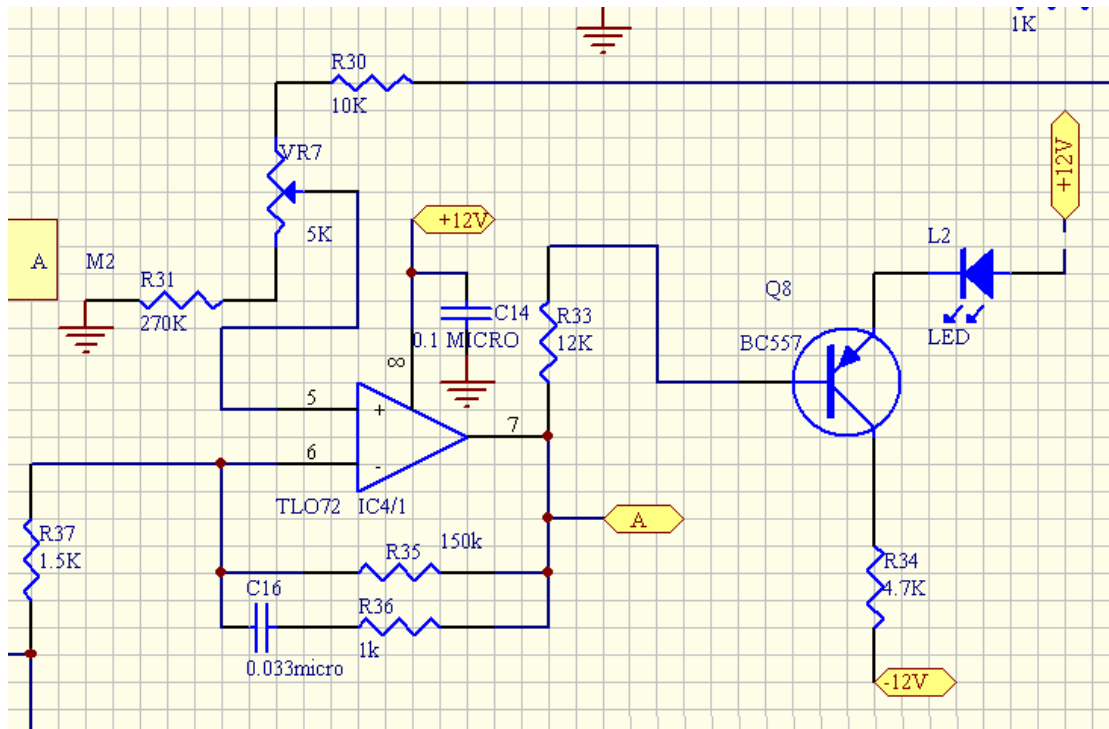 1K
R30
10K
VR7
5K
+12V
+12V
A
M2
R31
270K
C14
0.1 MICRO
R33
12K
L2
LED
Q8
BC557
∞
5
+
6
-
7
TLO72 IC4/1
A
R37
1.5K
R35
150k
C16
0.033micro
R36
1k
R34
4.7K
-12V